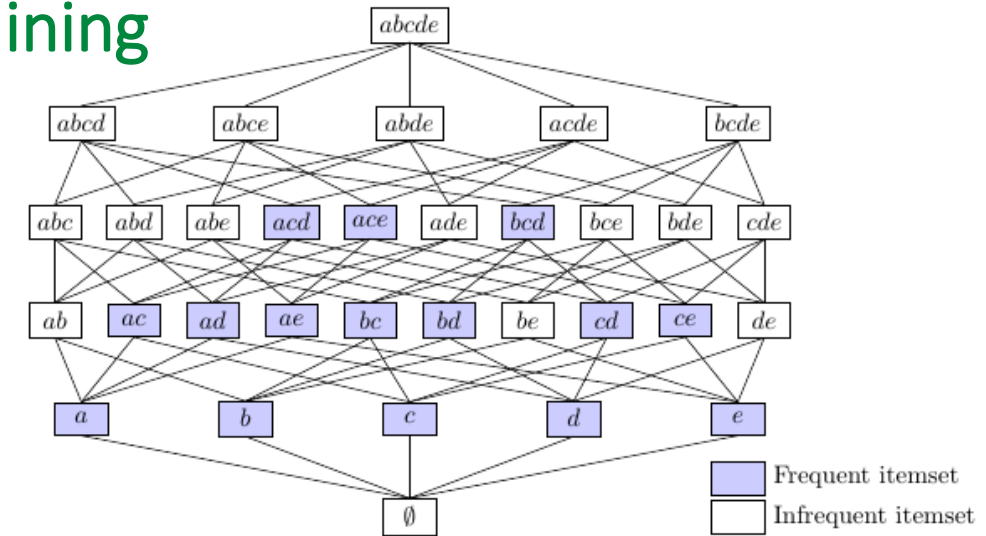 ining
abcde
abcd abce abde acde bcde
abc abd abe acd ace ade bcd bce bde cde
ab ac ad ae bc bd be cd ce de
a b c d e
∅
Frequent itemset
Infrequent itemset